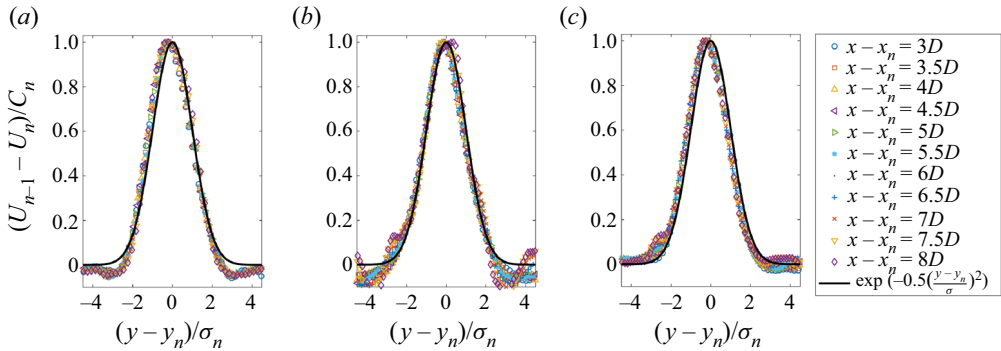 (a)
(b)
(c)
(U_{n-1} – U_n)/C_n
1.0
0.8
0.6
0.4
0.2
0
–4 –2 0 2 4
(y – y_n)/σ_n
1.0
0.8
0.6
0.4
0.2
0
–4 –2 0 2 4
(y – y_n)/σ_n
1.0
0.8
0.6
0.4
0.2
0
–4 –2 0 2 4
(y – y_n)/σ_n
x – x_n = 3D
x – x_n = 3.5D
x – x_n = 4D
x – x_n = 4.5D
x – x_n = 5D
x – x_n = 5.5D
x – x_n = 6D
x – x_n = 6.5D
x – x_n = 7D
x – x_n = 7.5D
x – x_n = 8D
exp (–0.5(\frac{y–y_n}{σ})^2)